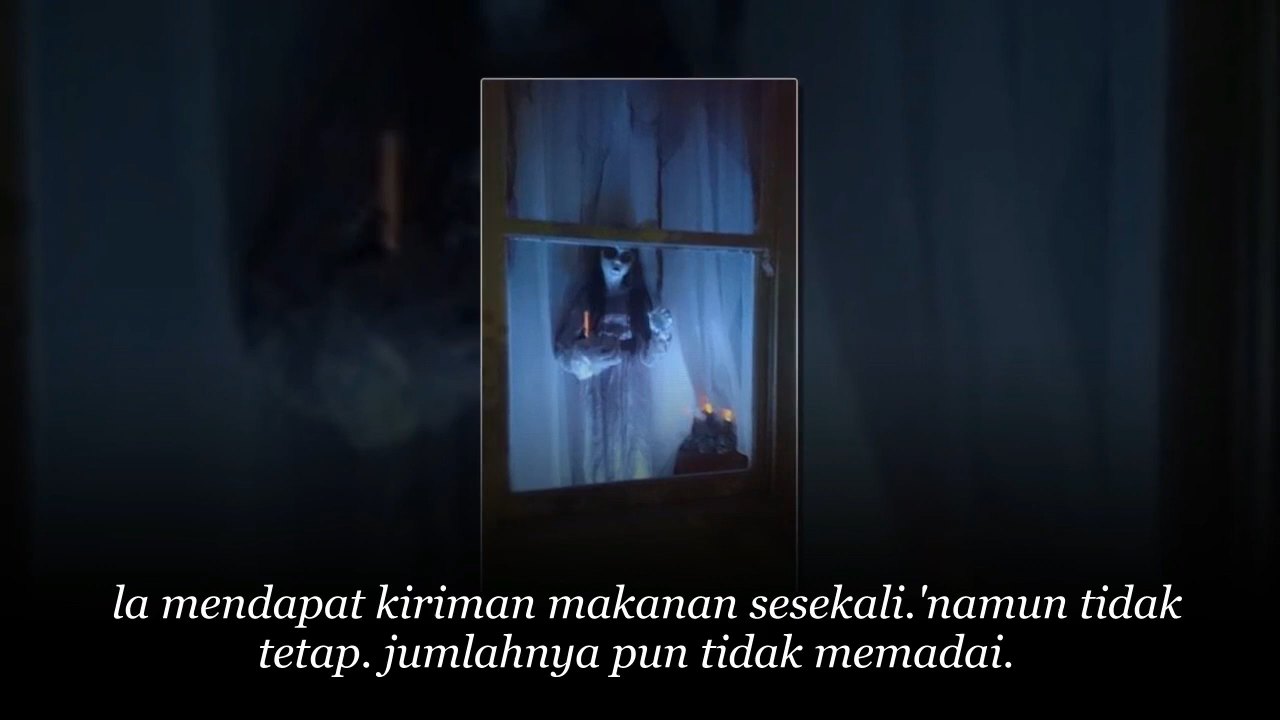 la mendapat kiriman makanan sesekali.'namun tidak
tetap. jumlahnya pun tidak memadai.